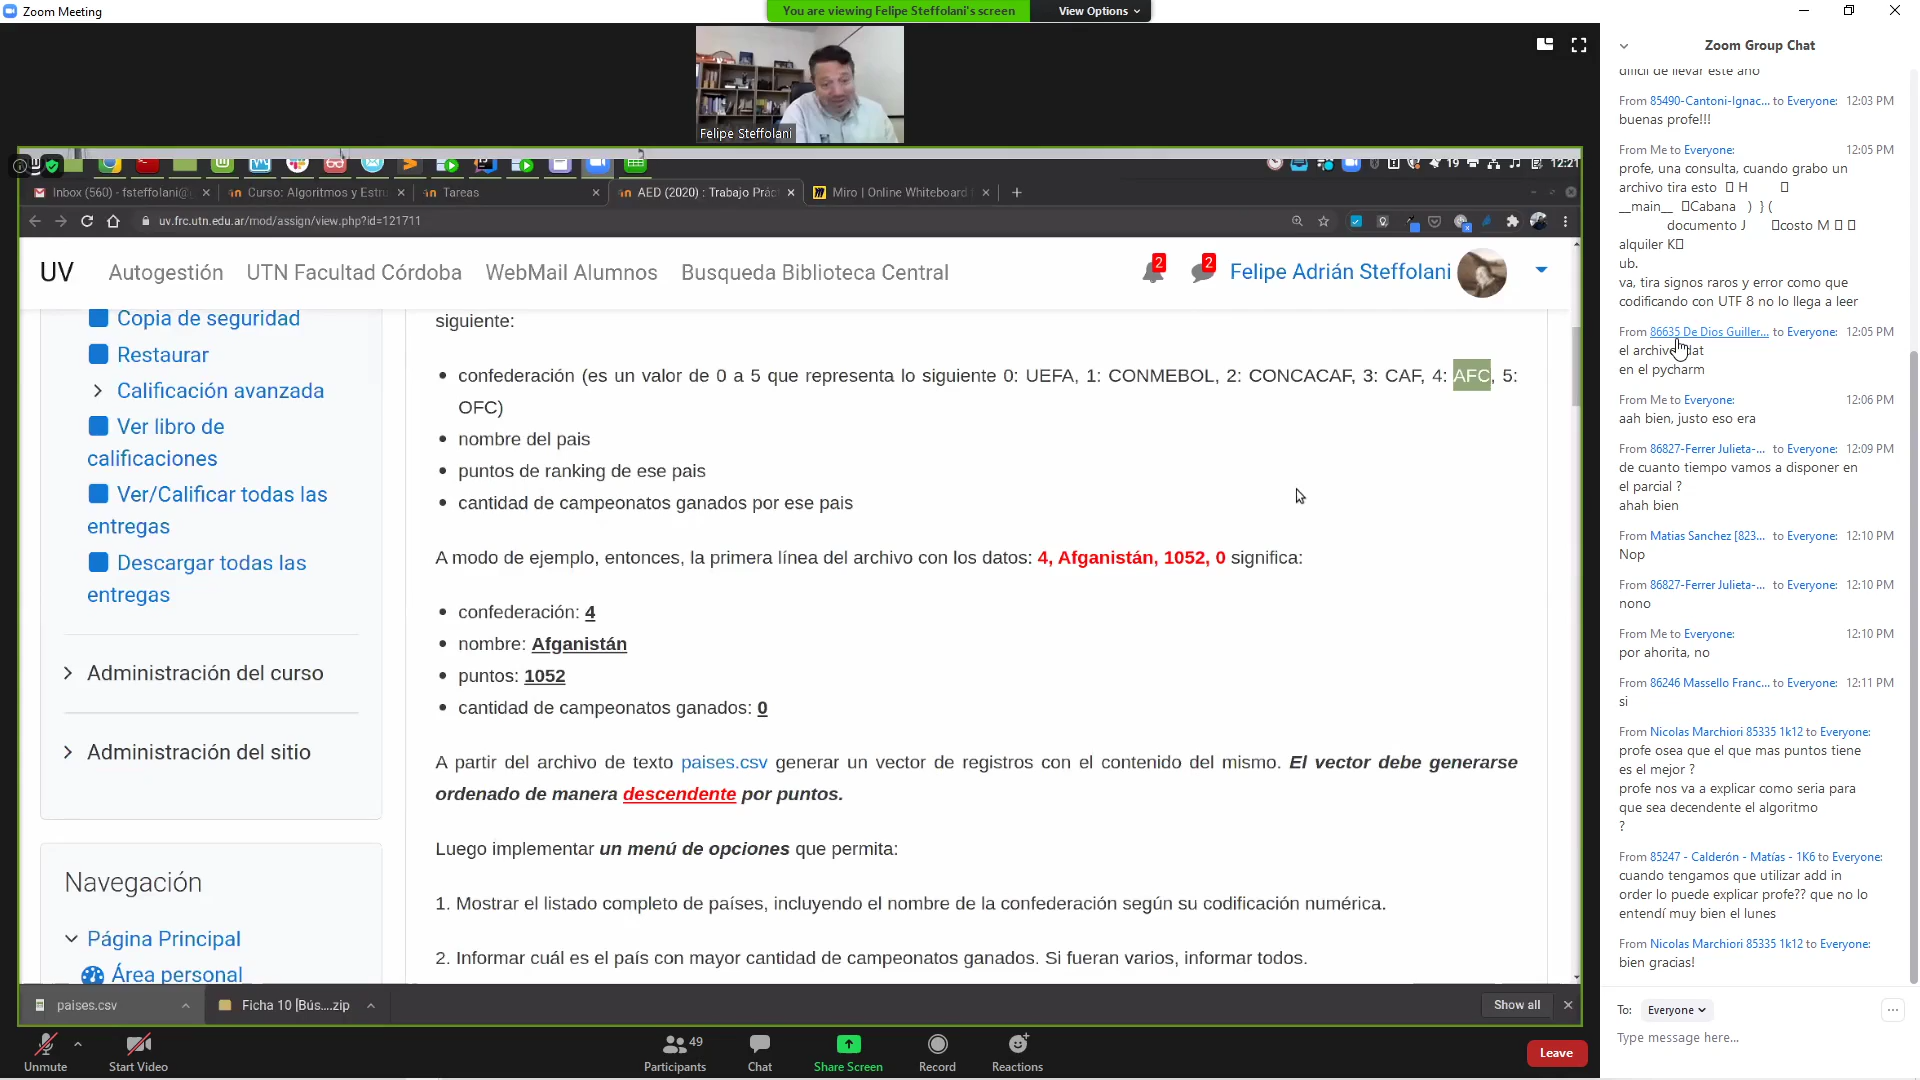 Zoom Meeting
You are viewing Felipe Steffolani's screen
View Options
Felipe Steffolani
19
12:21
Inbox (560) - fsteffolani@
Curso: Algoritmos y Estru
Tareas
AED (2020) : Trabajo Prác
Miro | Online Whiteboard
uv.frc.utn.edu.ar/mod/assign/view.php?id=121711
UV
Autogestión
UTN Facultad Córdoba
WebMail Alumnos
Busqueda Biblioteca Central
2
2
Felipe Adrián Steffolani
Copia de seguridad
Restaurar
Calificación avanzada
Ver libro de
calificaciones
Ver/Calificar todas las
entregas
Descargar todas las
entregas
Administración del curso
Administración del sitio
Navegación
Página Principal
Área personal
siguiente:
• confederación (es un valor de 0 a 5 que representa lo siguiente 0: UEFA, 1: CONMEBOL, 2: CONCACAF, 3: CAF, 4: AFC, 5:
OFC)
• nombre del pais
• puntos de ranking de ese pais
• cantidad de campeonatos ganados por ese pais
A modo de ejemplo, entonces, la primera línea del archivo con los datos: 4, Afganistán, 1052, 0 significa:
• confederación: 4
• nombre: Afganistán
• puntos: 1052
• cantidad de campeonatos ganados: 0
A partir del archivo de texto paises.csv generar un vector de registros con el contenido del mismo. El vector debe generarse
ordenado de manera descendente por puntos.
Luego implementar un menú de opciones que permita:
1. Mostrar el listado completo de países, incluyendo el nombre de la confederación según su codificación numérica.
2. Informar cuál es el país con mayor cantidad de campeonatos ganados. Si fueran varios, informar todos.
paises.csv
Ficha 10 [Bús....zip
Show all
Unmute
Start Video
49
Participants
Chat
Share Screen
Record
Reactions
Leave
Zoom Group Chat
dificil de llevar este año
From 85490-Cantoni-Ignac... to Everyone: 12:03 PM
buenas profe!!!
From Me to Everyone: 12:05 PM
profe, una consulta, cuando grabo un
archivo tira esto H
__main__ Cabana ) } (
documento J costo M
alquiler K
ub.
va, tira signos raros y error como que
codificando con UTF 8 no lo llega a leer
From 86635 De Dios Guiller... to Everyone: 12:05 PM
el archivo dat
en el pycharm
From Me to Everyone: 12:06 PM
aah bien, justo eso era
From 86827-Ferrer Julieta-... to Everyone: 12:09 PM
de cuanto tiempo vamos a disponer en
el parcial ?
ahah bien
From Matias Sanchez [823... to Everyone: 12:10 PM
Nop
From 86827-Ferrer Julieta-... to Everyone: 12:10 PM
nono
From Me to Everyone: 12:10 PM
por ahorita, no
From 86246 Massello Franc... to Everyone: 12:11 PM
si
From Nicolas Marchiori 85335 1k12 to Everyone:
profe osea que el que mas puntos tiene
es el mejor ?
profe nos va a explicar como seria para
que sea decendente el algoritmo
?
From 85247 - Calderón - Matías - 1K6 to Everyone:
cuando tengamos que utilizar add in
order lo puede explicar profe?? que no lo
entendí muy bien el lunes
From Nicolas Marchiori 85335 1k12 to Everyone:
bien gracias!
To: Everyone
Type message here...